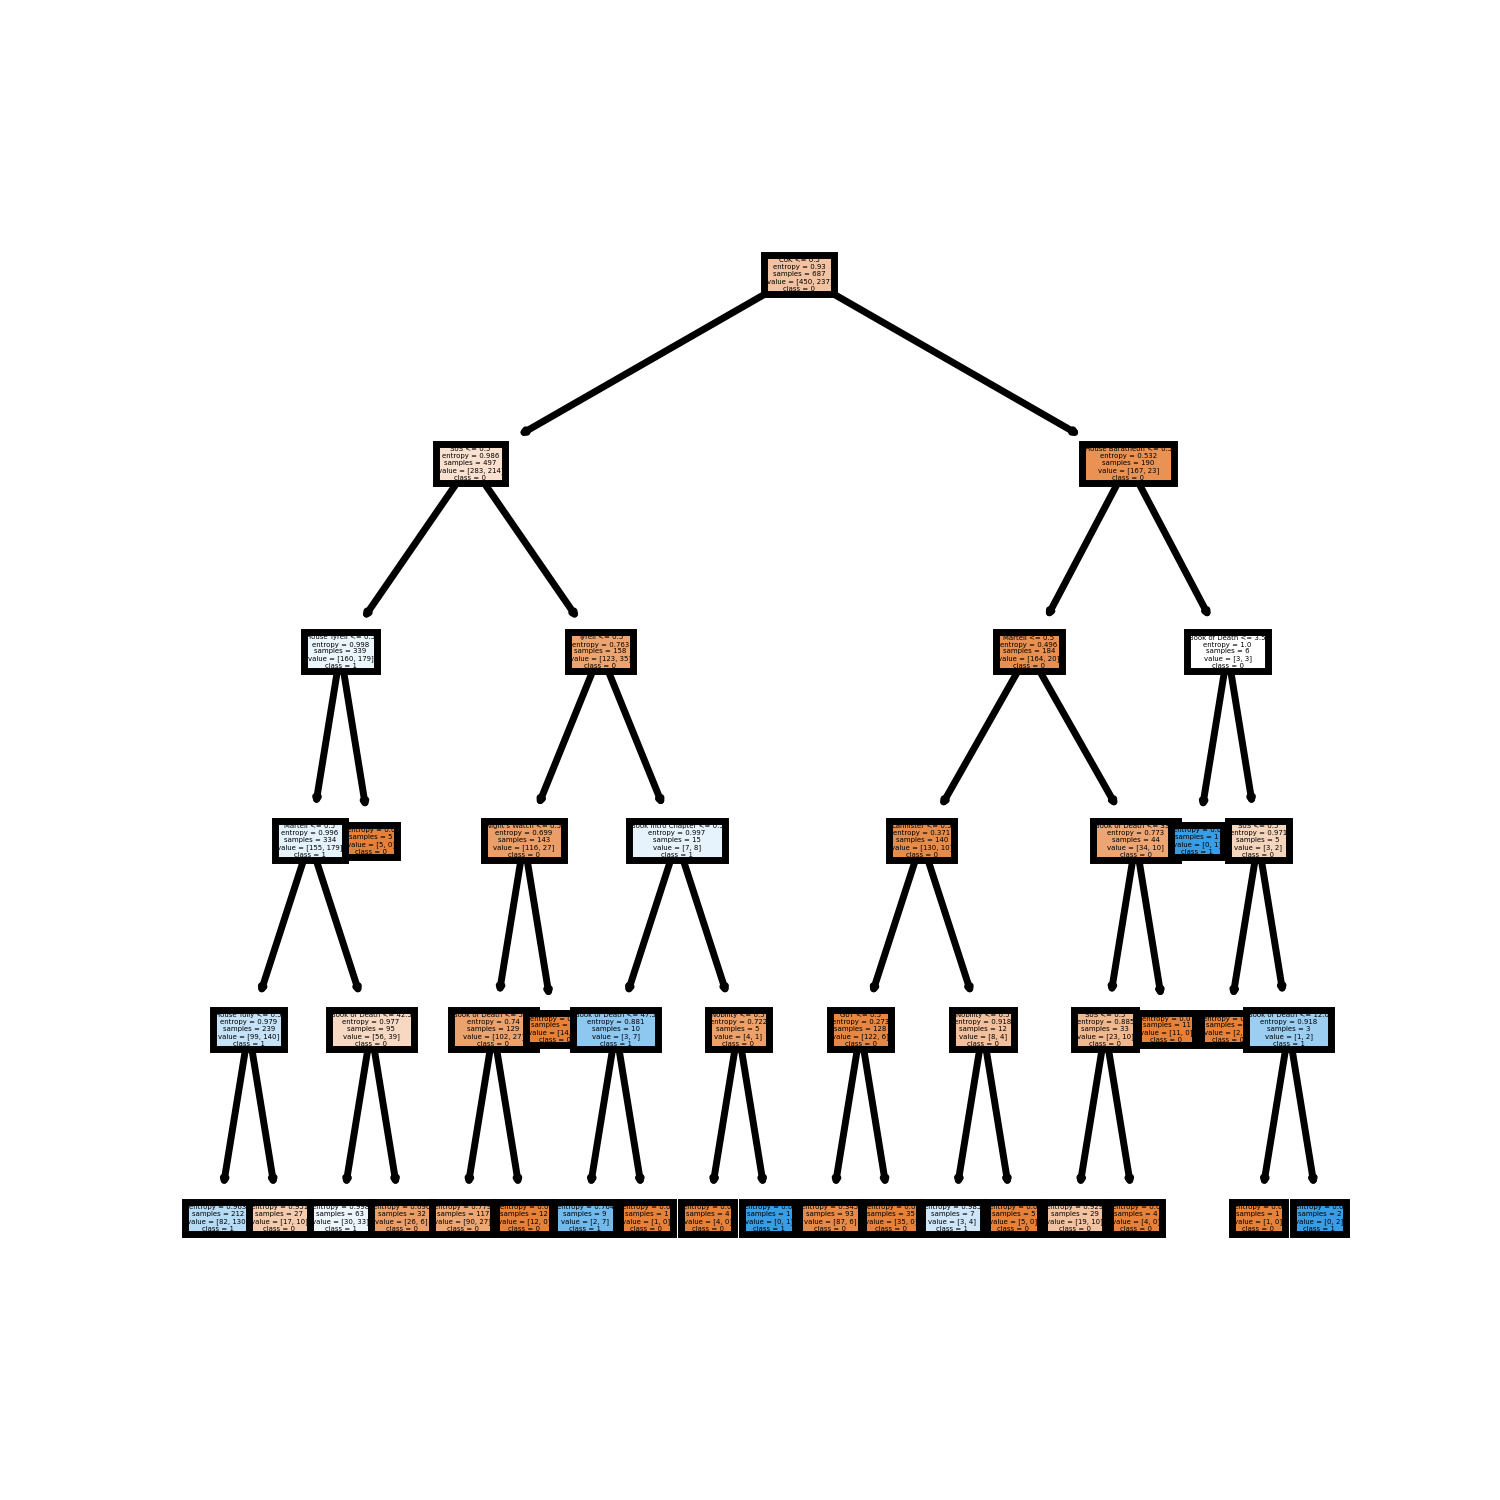 CoK <= 0.5
entropy = 0.93
samples = 687
value = [450, 237]
class = 0
SoS <= 0.5
entropy = 0.986
samples = 497
value = [283, 214]
class = 0
House Baratheon <= 0.5
entropy = 0.532
samples = 190
value = [167, 23]
class = 0
House Tyrell <= 0.5
entropy = 0.998
samples = 339
value = [160, 179]
class = 1
entropy = 0.763
samples = 158
value = [123, 35]
class = 0
Martell <= 0.5
entropy = 0.496
samples = 184
value = [164, 20]
class = 0
Book of Death <= 3.5
entropy = 1.0
samples = 6
value = [3, 3]
class = 0
Martell <= 0.5
entropy = 0.996
samples = 334
value = [155, 179]
class = 1
entropy = 0.0
samples = 5
value = [5, 0]
class = 0
Night's Watch <= 0.5
entropy = 0.699
samples = 143
value = [116, 27]
class = 0
Book Intro Chapter <= 0.5
entropy = 0.997
samples = 15
value = [7, 8]
class = 1
Lannister <= 0.5
entropy = 0.371
samples = 140
value = [130, 10]
class = 0
Book of Death <=
entropy = 0.773
samples = 44
value = [34, 10]
class = 0
entropy = 0.0
samples = 1
value = [0, 1]
class = 1
SoS <= 0.5
entropy = 0.971
samples = 5
value = [3, 2]
class = 0
House Tully <= 0.5
entropy = 0.979
samples = 239
value = [99, 140]
class = 1
Book of Death <= 42.5
entropy = 0.977
samples = 95
value = [56, 39]
class = 0
Book of Death <=
entropy = 0.74
samples = 129
value = [102, 27]
class = 0
entropy =
samples =
value = [14,
class = 0
Book of Death <= 47.5
entropy = 0.881
samples = 10
value = [3, 7]
class = 1
Nobility <= 0.5
entropy = 0.722
samples = 5
value = [4, 1]
class = 0
GoT <= 0.5
entropy = 0.273
samples = 128
value = [122, 6]
class = 0
Nobility <= 0.5
entropy = 0.918
samples = 12
value = [8, 4]
class = 0
SoS <= 0.5
entropy = 0.885
samples = 33
value = [23, 10]
class = 0
entropy = 0.0
samples = 11
value = [11, 0]
class = 0
entropy =
samples =
value = [2,
class = 0
Book of Death <= 12.0
entropy = 0.918
samples = 3
value = [1, 2]
class = 1
entropy = 0.963
samples = 212
value = [82, 130]
class = 1
entropy = 0.951
samples = 27
value = [17, 10]
class = 0
entropy = 0.998
samples = 63
value = [30, 33]
class = 1
entropy = 0.696
samples = 32
value = [26, 6]
class = 0
entropy = 0.779
samples = 117
value = [90, 27]
class = 0
entropy = 0.0
samples = 12
value = [12, 0]
class = 0
entropy = 0.764
samples = 9
value = [2, 7]
class = 1
entropy = 0.0
samples = 1
value = [1, 0]
class = 0
entropy = 0.0
samples = 4
value = [4, 0]
class = 0
entropy = 0.0
samples = 1
value = [0, 1]
class = 1
entropy = 0.345
samples = 93
value = [87, 6]
class = 0
entropy = 0.0
samples = 35
value = [35, 0]
class = 0
entropy = 0.985
samples = 7
value = [3, 4]
class = 1
entropy = 0.0
samples = 5
value = [5, 0]
class = 0
entropy = 0.929
samples = 29
value = [19, 10]
class = 0
entropy = 0.0
samples = 4
value = [4, 0]
class = 0
entropy = 0.0
samples = 1
value = [1, 0]
class = 0
entropy = 0.0
samples = 2
value = [0, 2]
class = 1